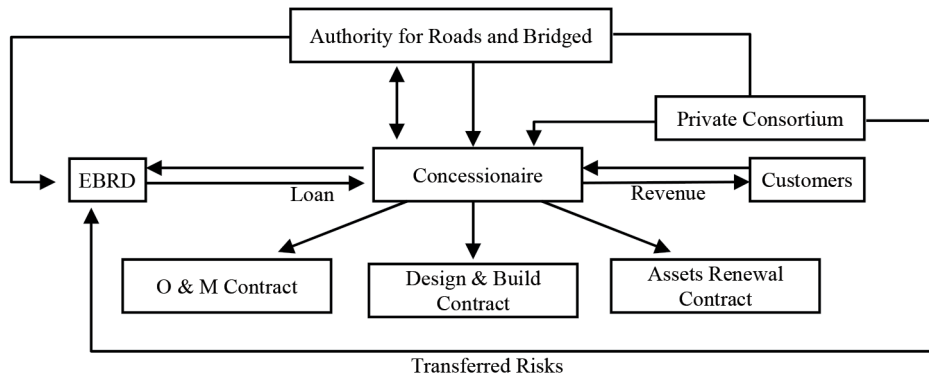 Authority for Roads and Bridged
Private Consortium
EBRD
Loan
Concessionaire
Revenue
Customers
O & M Contract
Design & Build
Contract
Assets Renewal
Contract
Transferred Risks